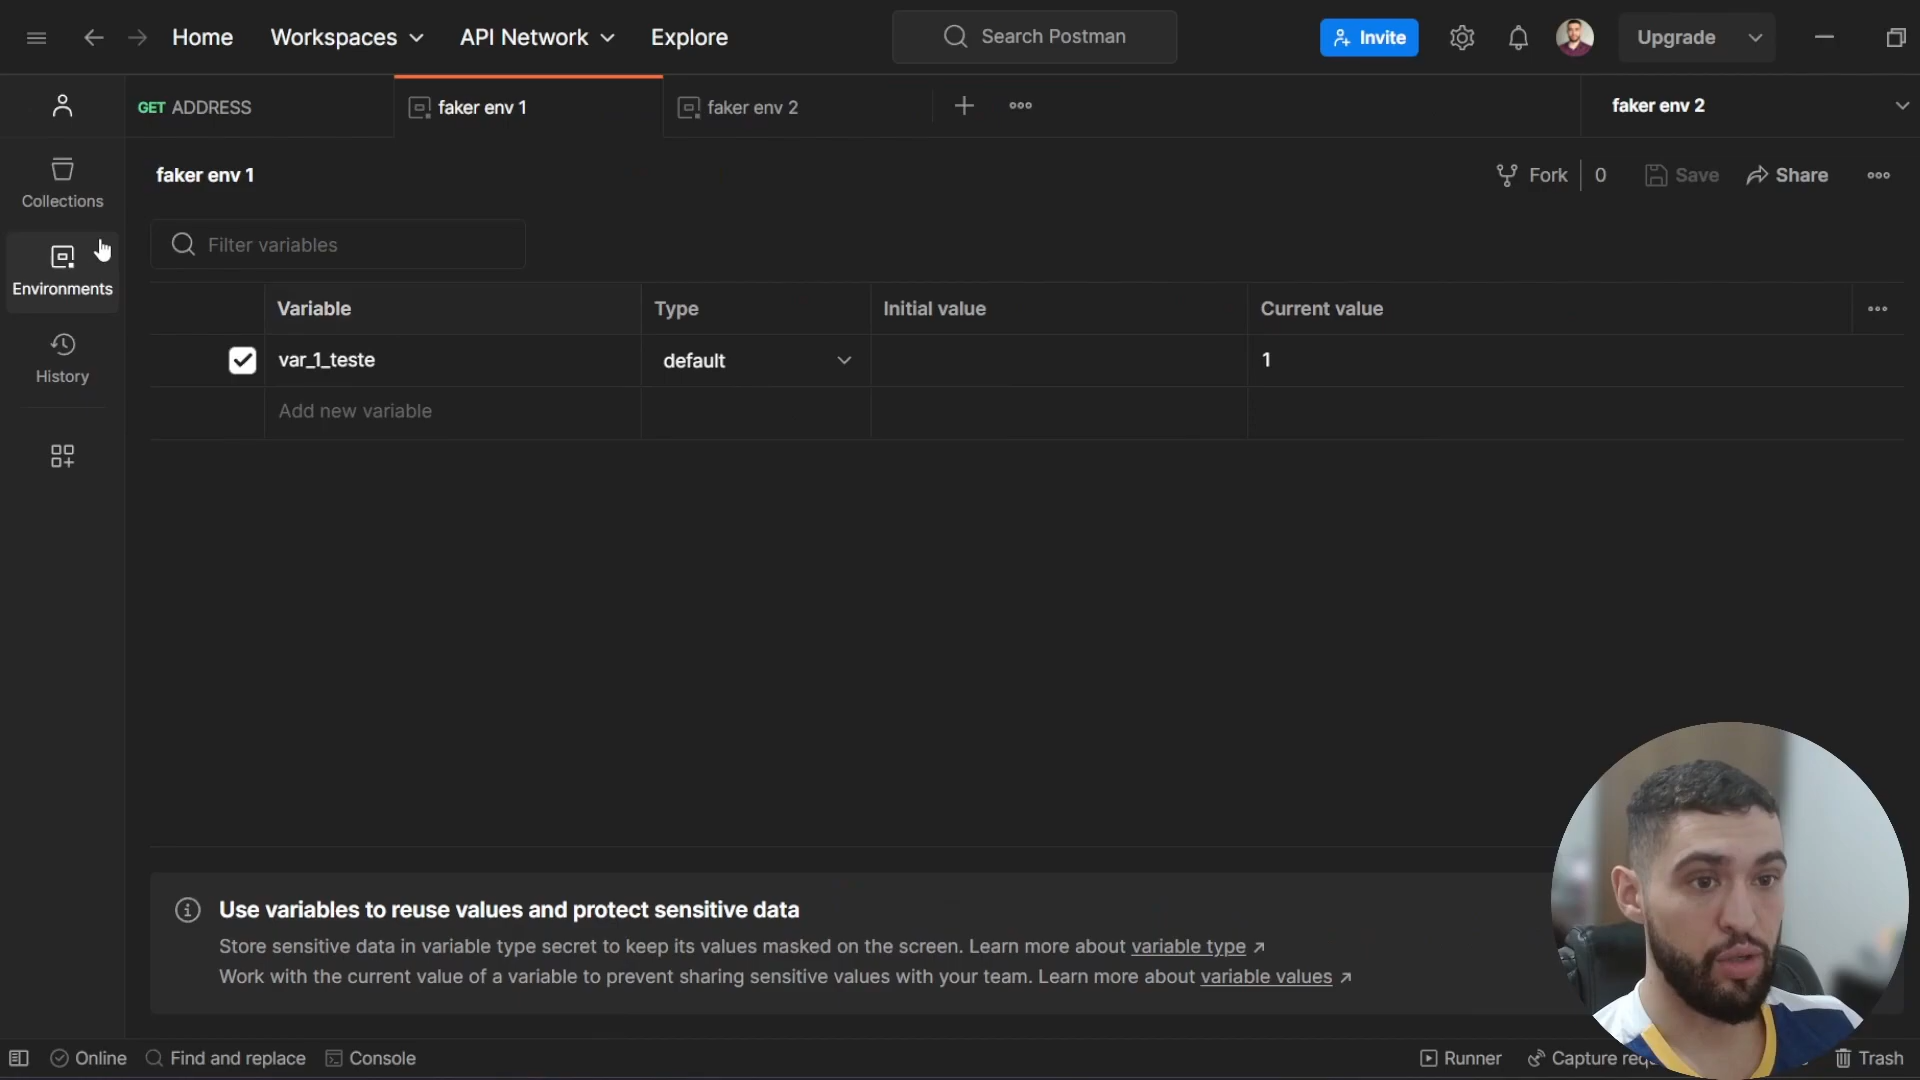 Home
Workspaces
API Network
Explore
Search Postman
Invite
Upgrade
GET ADDRESS
faker env 1
faker env 2
faker env 2
Collections
Environments
History
faker env 1
Fork
0
Save
Share
Filter variables
Variable
Type
Initial value
Current value
var_1_teste
default
1
Add new variable
Use variables to reuse values and protect sensitive data
Store sensitive data in variable type secret to keep its values masked on the screen. Learn more about variable type ↗
Work with the current value of a variable to prevent sharing sensitive values with your team. Learn more about variable values ↗
Online
Find and replace
Console
Runner
Capture
Trash